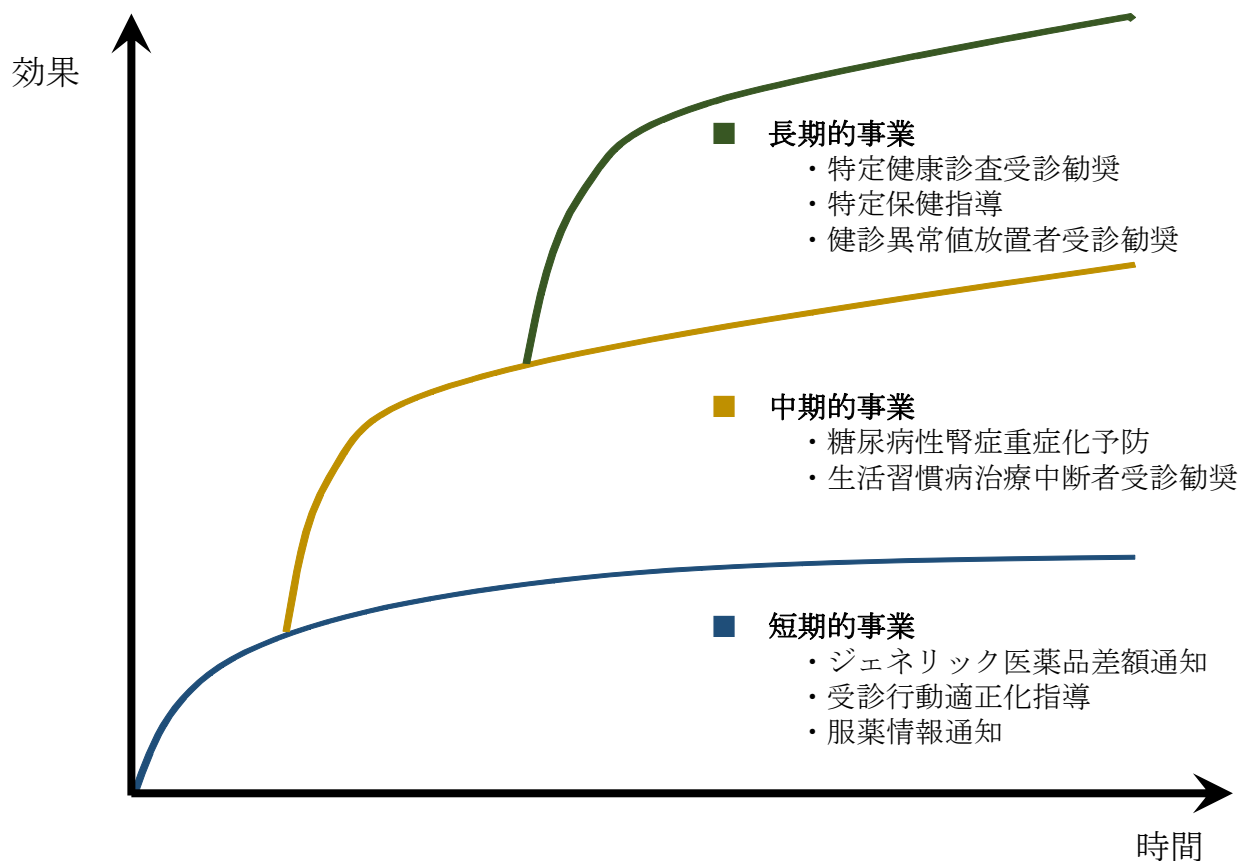 効果
■ 長期的事業
・特定健康診査受診勧奨
・特定保健指導
・健診異常値放置者受診勧奨
■ 中期的事業
・糖尿病性腎症重症化予防
・生活習慣病治療中断者受診勧奨
■ 短期的事業
・ジェネリック医薬品差額通知
・受診行動適正化指導
・服薬情報通知
時間